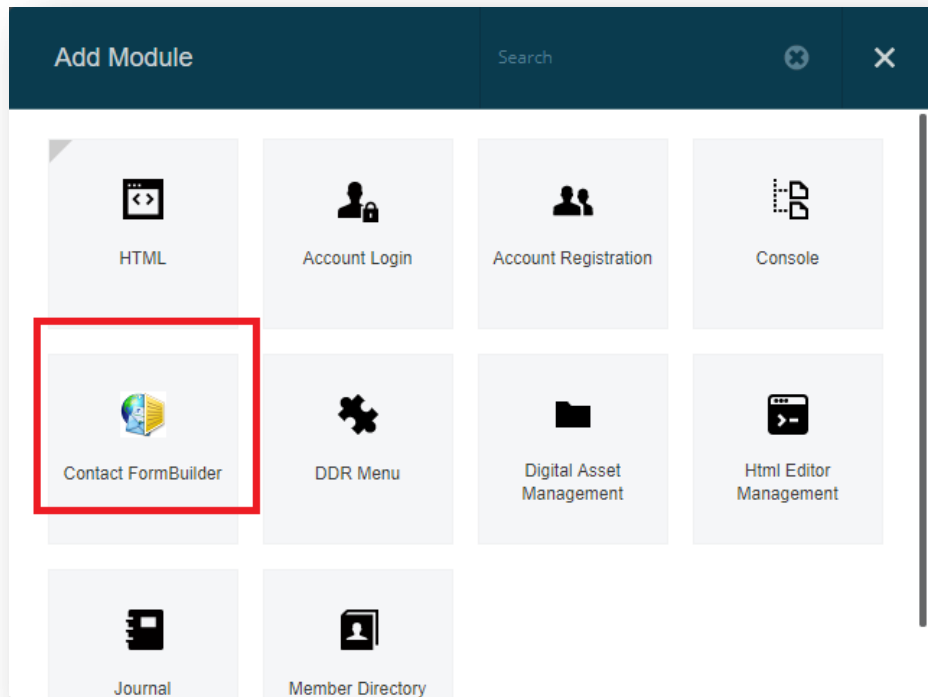 Add Module
Search
HTML
Account Login
Account Registration
Console
Contact FormBuilder
DDR Menu
Digital Asset
Management
Html Editor
Management
Journal
Member Directory